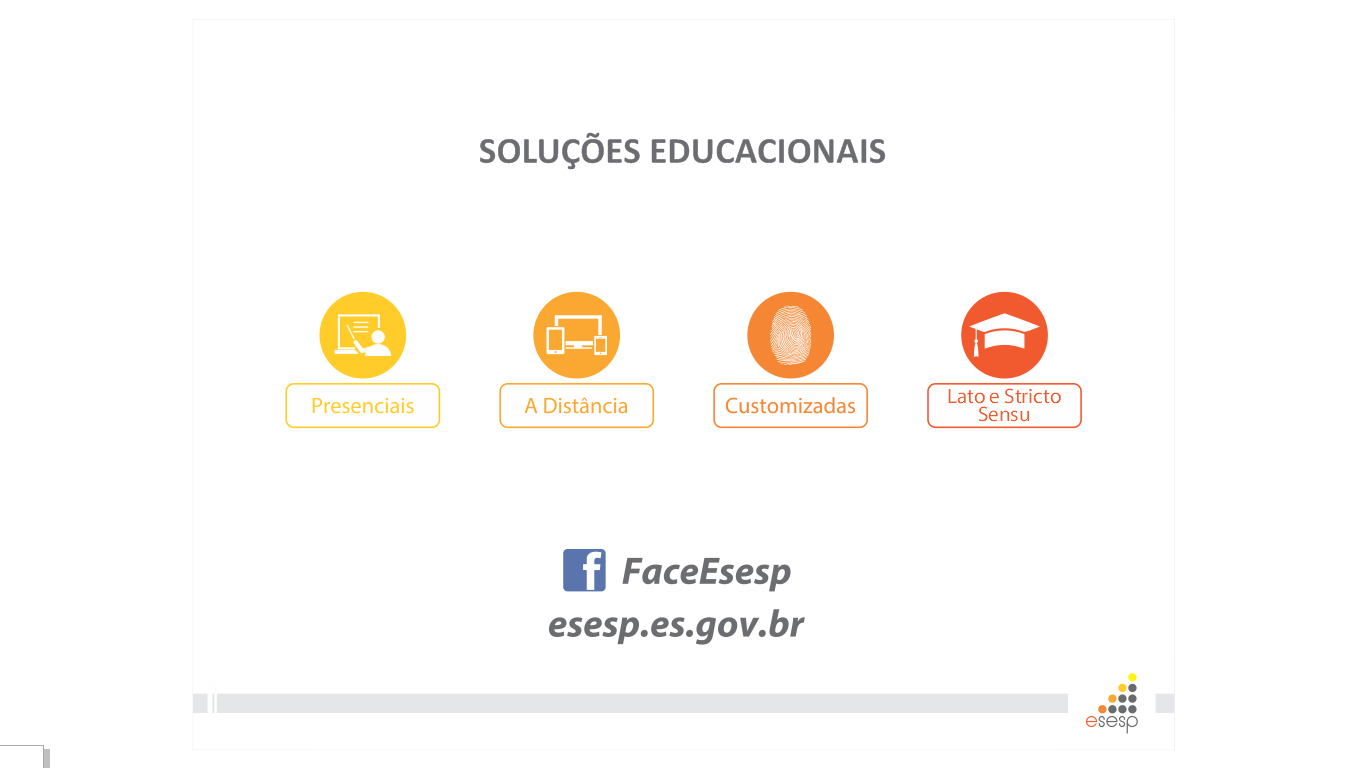 SOLUÇÕES EDUCACIONAIS
Presenciais
A Distância
Customizadas
Lato e Stricto
Sensu
f FaceEsesp
esesp.es.gov.br
esesp